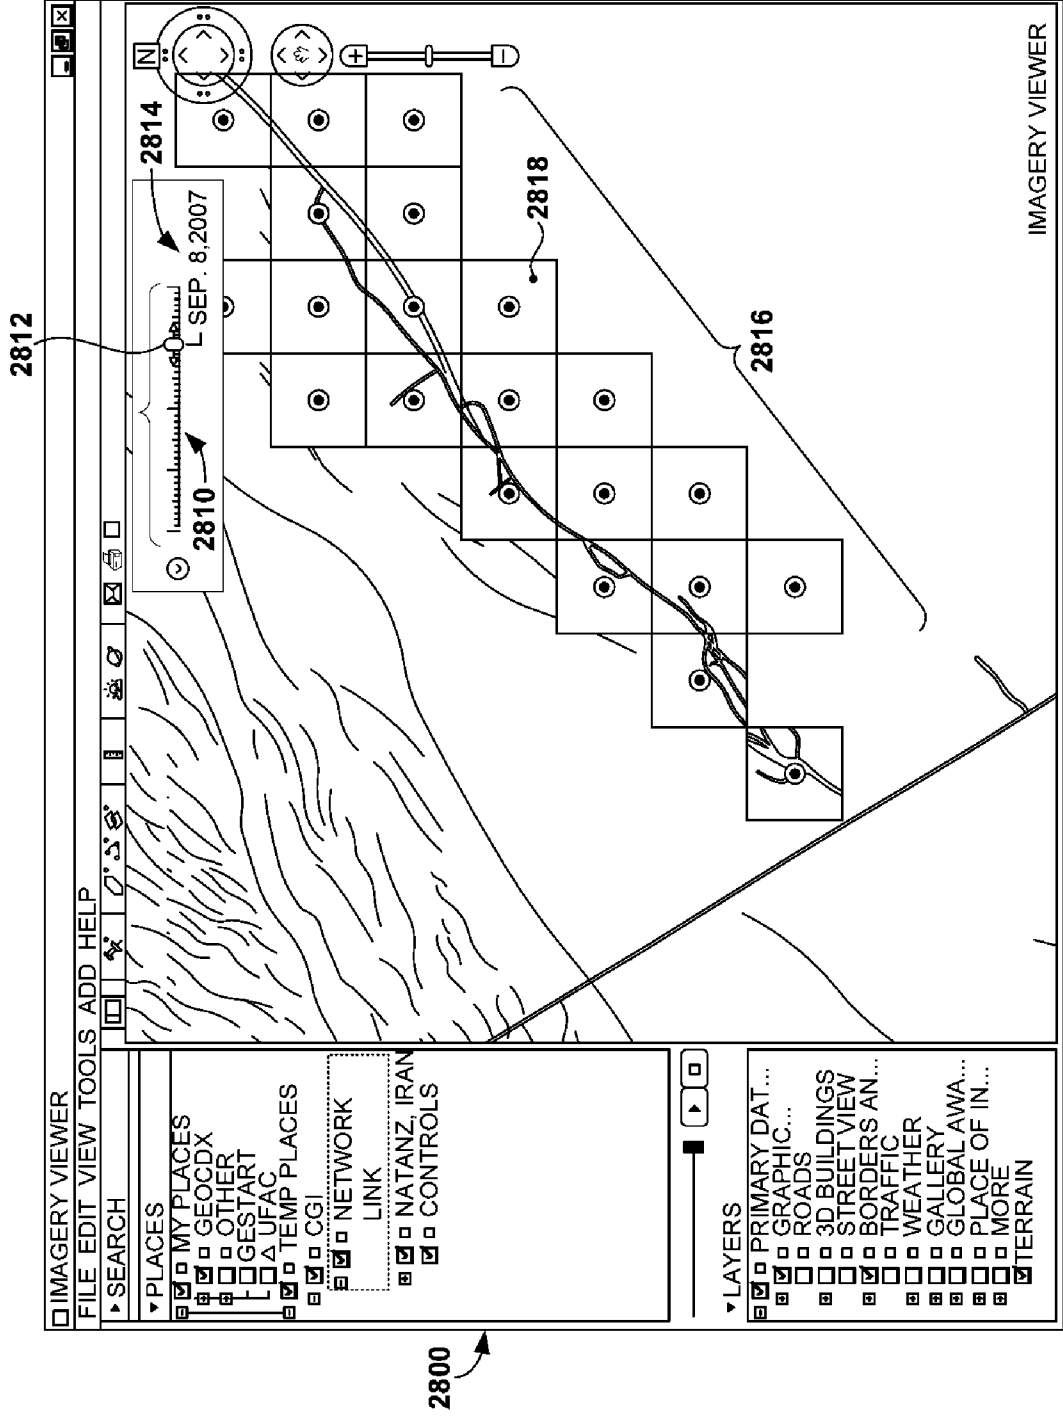 IMAGERY VIEWER
FILE EDIT VIEW TOOLS ADD HELP
SEARCH
PLACES
MY PLACES
GEOCDX
OTHER
GESTART
UFAC
TEMP PLACES
CGI
NETWORK
LINK
NATANZ, IRAN
CONTROLS
LAYERS
PRIMARY DAT...
GRAPHIC...
ROADS
3D BUILDINGS
STREET VIEW
BORDERS AN...
TRAFFIC
WEATHER
GALLERY
GLOBAL AWA...
PLACE OF IN...
MORE
TERRAIN
SEP. 8,2007
N
IMAGERY VIEWER
2800
2810
2812
2814
2816
2818